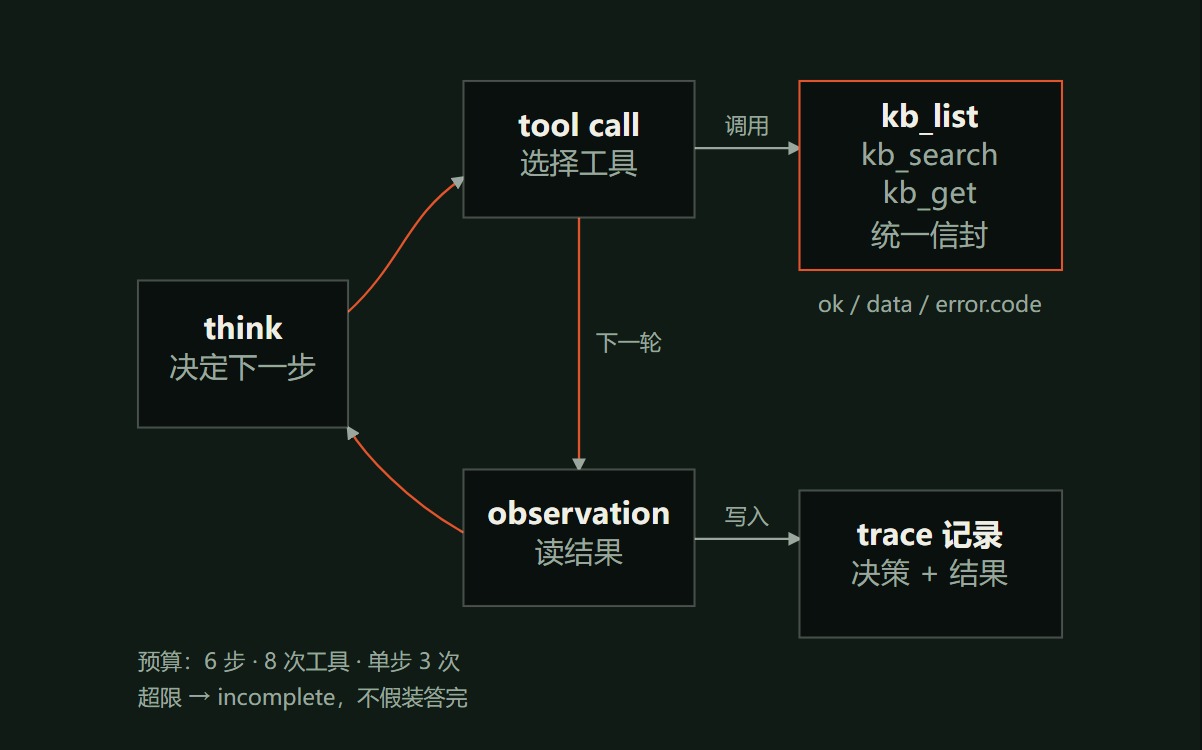 tool call
选择工具
调用
kb_list
kb_search
kb_get
统一信封
ok / data / error.code
think
决定下一步
下一轮
observation
读结果
写入
trace 记录
决策 + 结果
预算：6 步 · 8 次工具 · 单步 3 次
超限 → incomplete，不假装答完